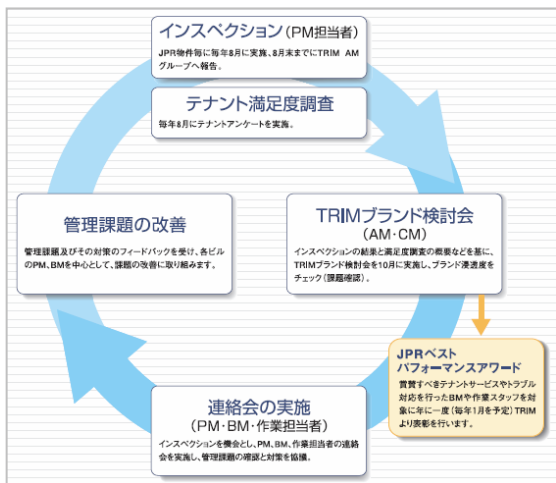 インスペクション(PM担当者)
JPR物件毎に毎年8月に実施、8月末までにTRIM AM
グループへ報告。
テナント満足度調査
毎年8月にテナントアンケートを実施。
TRIMブランド検討会
(AM・CM)
インスペクションの結果と満足度調査の概要などを基に、
TRIMブランド検討会を10月に実施し、ブランド浸透度を
チェック(課題確認)。
JPRベスト
パフォーマンスアワード
賞賛すべきテナントサービスやトラブル
対応を行ったBMや作業スタッフを対
象に年に一度(毎年1月を予定)TRIM
より表彰を行います。
連絡会の実施
(PM・BM・作業担当者)
インスペクションを機会とし、PM、BM、作業担当者の連絡
会を実施し、管理課題の確認と対策を協議。
管理課題の改善
管理課題及びその対策のフィードバックを受け、各ビル
のPM、BMを中心として、課題の改善に取り組みます。